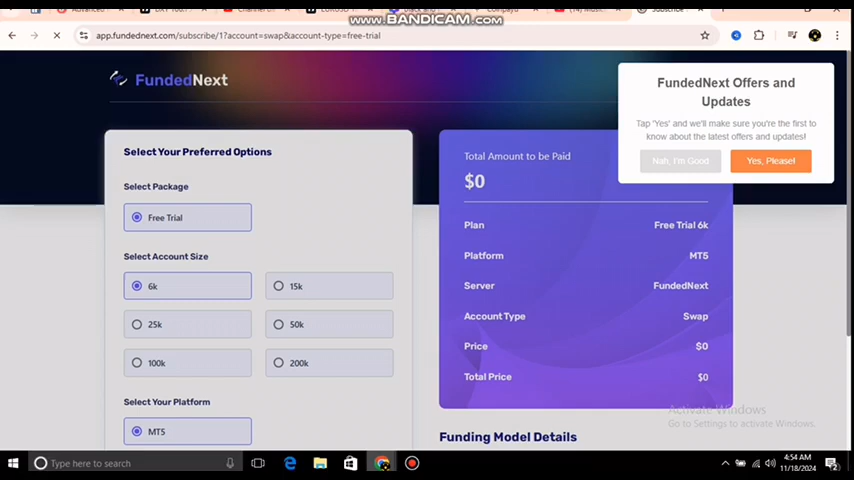 www.BANDICAM.com
app.fundednext.com/subscribe/1?account=swap&account-type=free-trial
FundedNext
FundedNext Offers and
Updates
Tap 'Yes' and we'll make sure you're the first to
know about the latest offers and updates!
Nah, I'm Good
Yes, Please!
Select Your Preferred Options
Select Package
Free Trial
Select Account Size
6k
15k
25k
50k
100k
200k
Select Your Platform
MT5
Total Amount to be Paid
$0
Plan Free Trial 6k
Platform MT5
Server FundedNext
Account Type Swap
Price $0
Total Price $0
Funding Model Details
Activate Windows
Go to Settings to activate Windows.
Type here to search
4:54 AM
11/18/2024